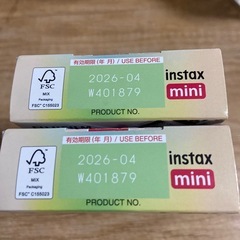 有効期限(年 月) / USE BEFORE
2026-04
W401879
PRODUCT NO.
instax
mini
FSC
MIX
Packaging
FSC® C155523
有効期限(年 月) / USE BEFORE
2026-04
W401879
PRODUCT NO.
instax
mini
FSC
MIX
Packaging
FSC® C155523